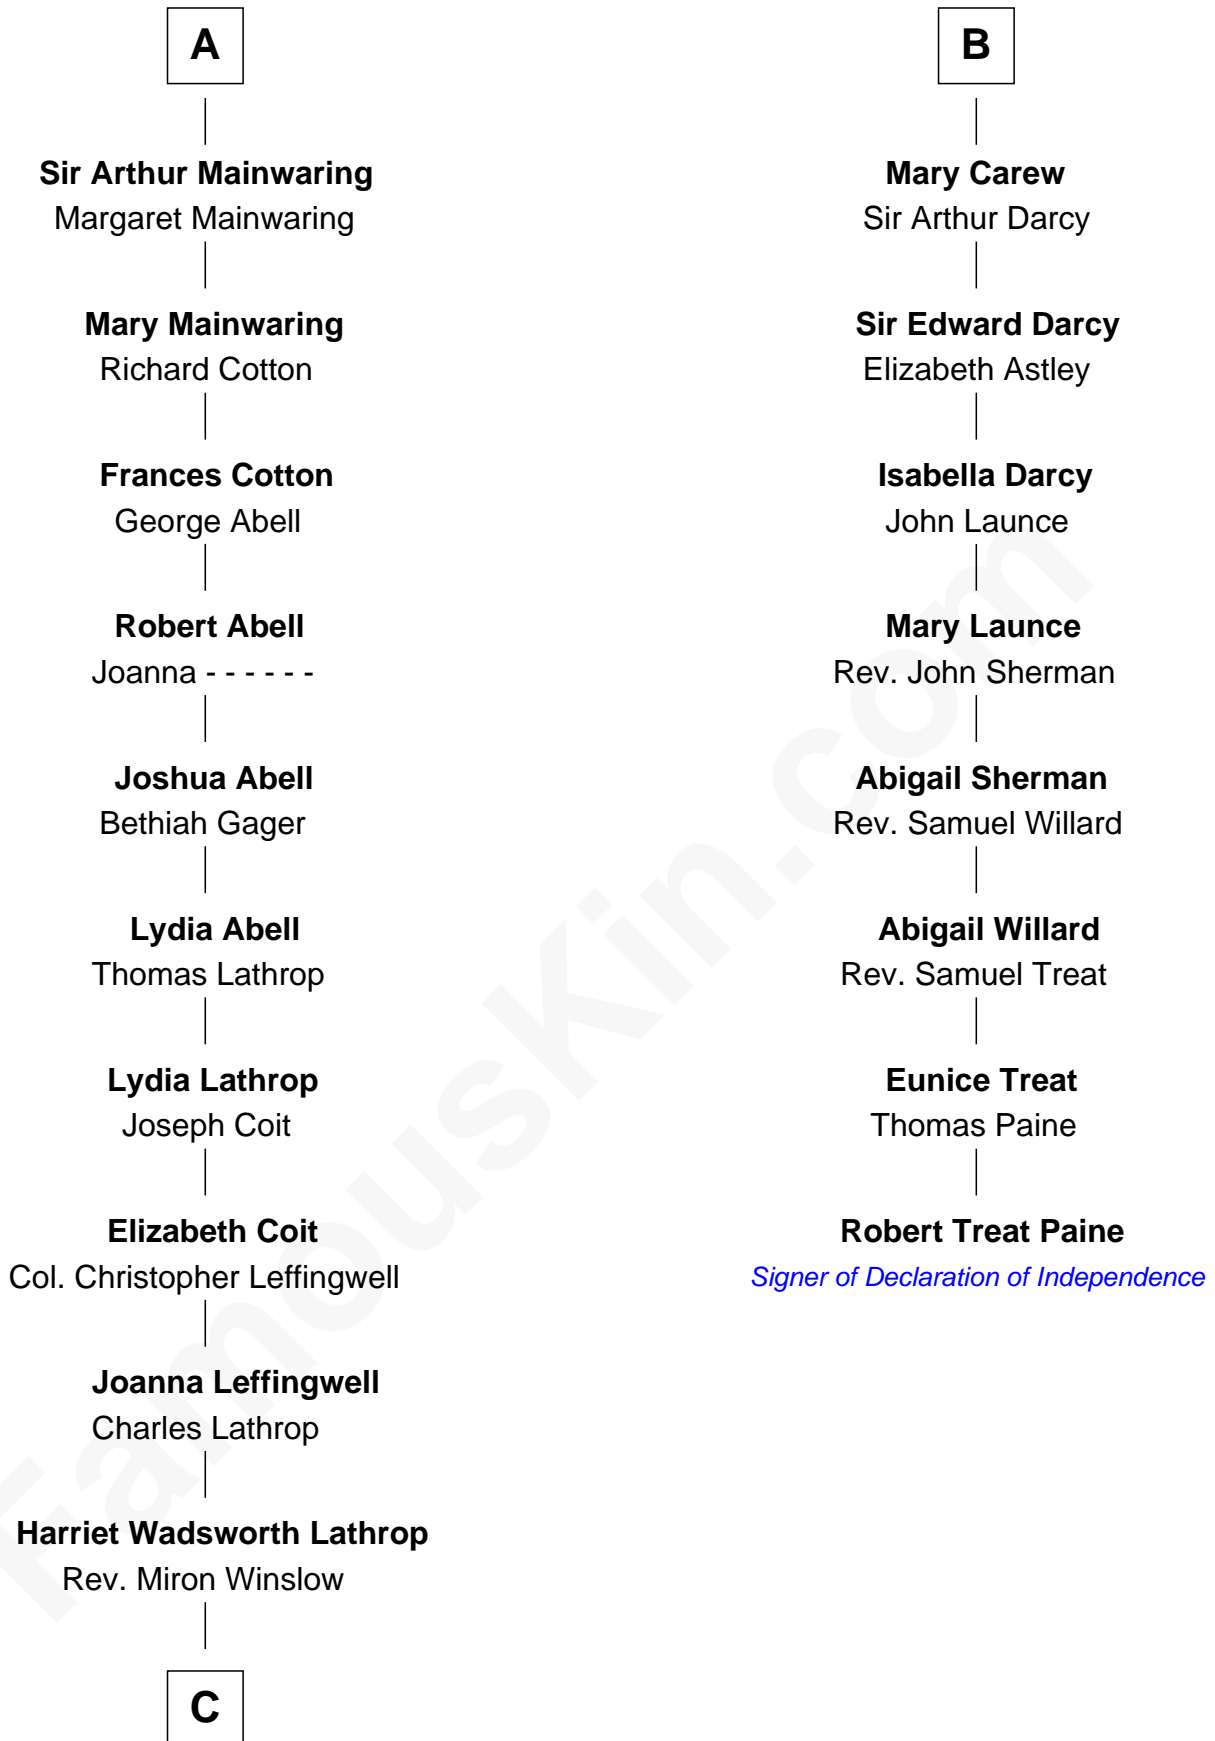 A
Sir Arthur Mainwaring
Margaret Mainwaring
Mary Mainwaring
Richard Cotton
Frances Cotton
George Abell
Robert Abell
Joanna - - - - - -
Joshua Abell
Bethiah Gager
Lydia Abell
Thomas Lathrop
Lydia Lathrop
Joseph Coit
Elizabeth Coit
Col. Christopher Leffingwell
Joanna Leffingwell
Charles Lathrop
Harriet Wadsworth Lathrop
Rev. Miron Winslow
C
B
Mary Carew
Sir Arthur Darcy
Sir Edward Darcy
Elizabeth Astley
Isabella Darcy
John Launce
Mary Launce
Rev. John Sherman
Abigail Sherman
Rev. Samuel Willard
Abigail Willard
Rev. Samuel Treat
Eunice Treat
Thomas Paine
Robert Treat Paine
Signer of Declaration of Independence
FamousKin.com